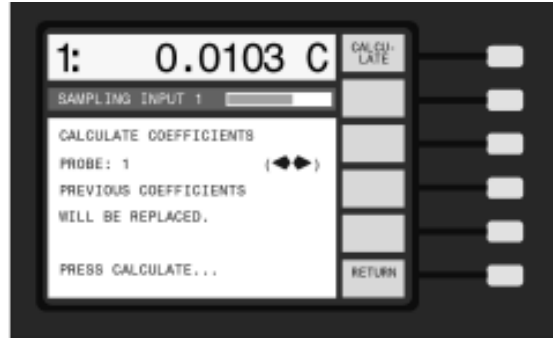 1: 0.0103 C
CALCU-
LATE
SAMPLING INPUT 1
CALCULATE COEFFICIENTS
PROBE: 1 (◀▶)
PREVIOUS COEFFICIENTS
WILL BE REPLACED.
PRESS CALCULATE...
RETURN